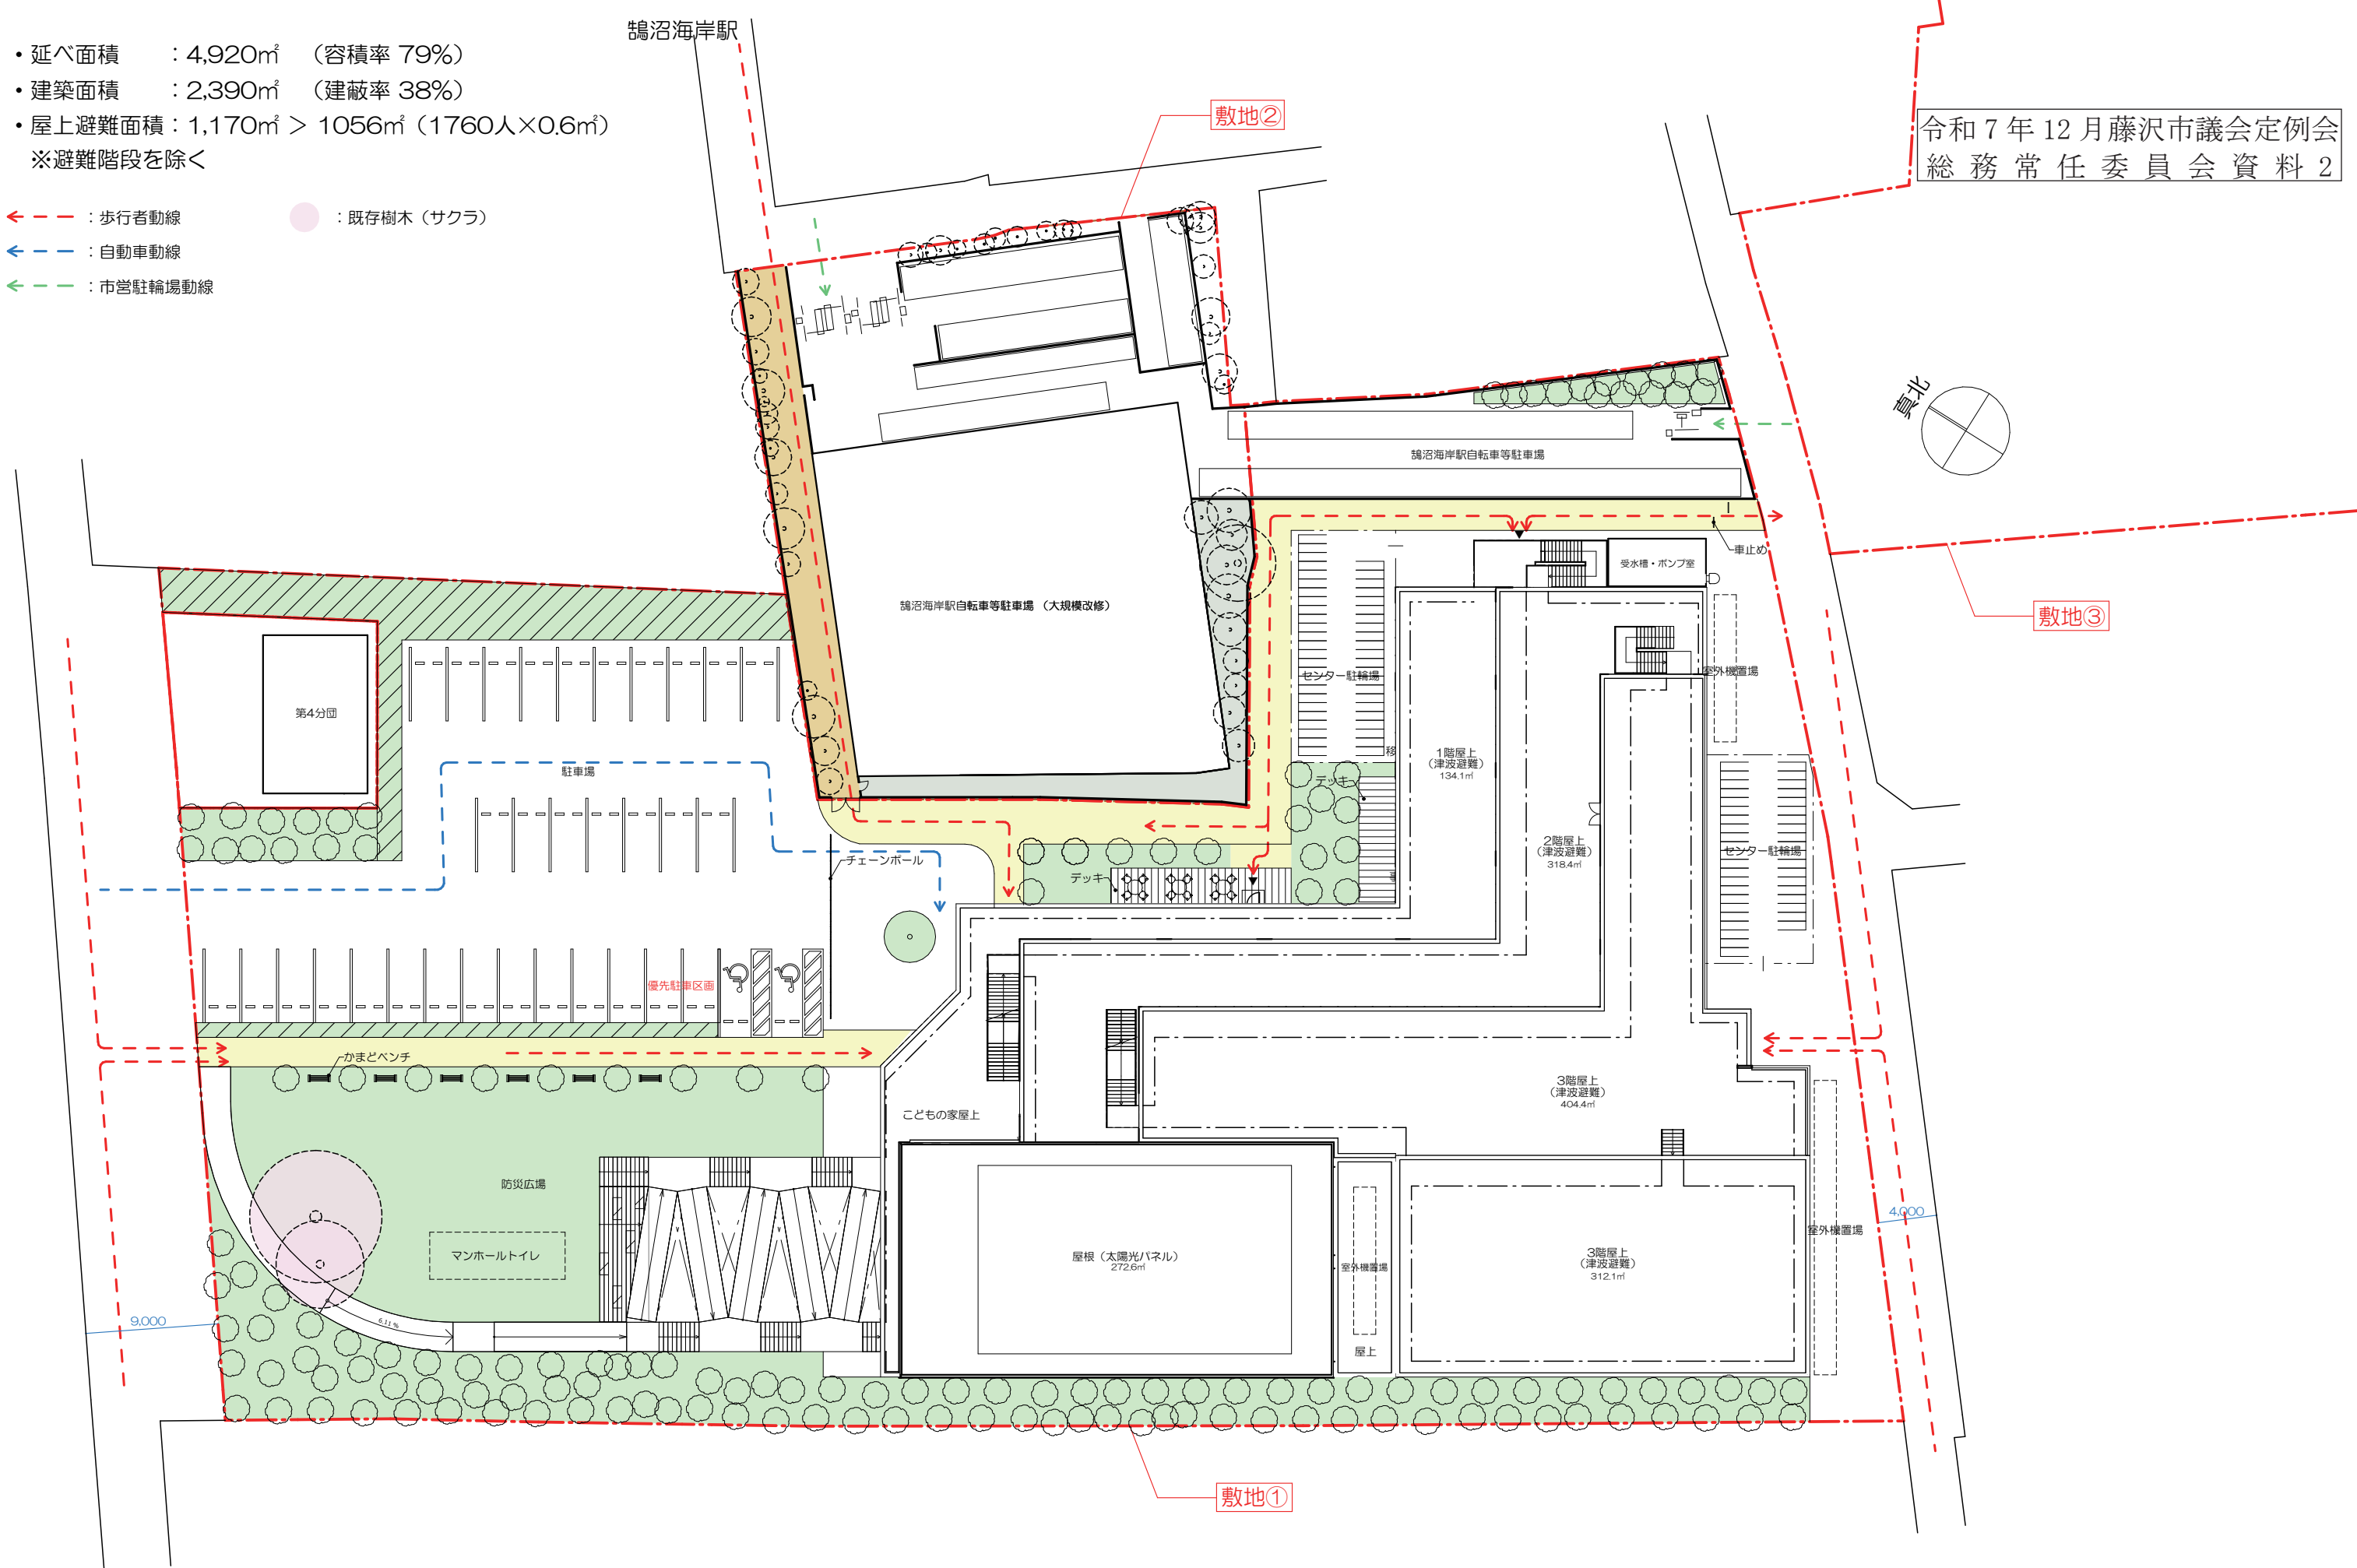 鵠沼海岸駅
・延べ面積　　：4,920㎡　（容積率 79%）
・建築面積　　：2,390㎡　（建蔽率 38%）
・屋上避難面積：1,170㎡ > 1056㎡（1760人×0.6㎡）
※避難階段を除く
：歩行者動線
：既存樹木（サクラ）
：自動車動線
：市営駐輪場動線
敷地②
令和７年12月藤沢市議会定例会
総務常任委員会資料２
真北
鵠沼海岸駅自転車等駐車場
車止め
受水槽・ポンプ室
鵠沼海岸駅自転車等駐車場（大規模改修）
敷地③
センター駐輪場
室外機置場
第4分団
駐車場
移
1階屋上
（津波避難）
134.1㎡
デッキ
2階屋上
（津波避難）
318.4㎡
センター駐輪場
チェーンポール
デッキ
優先駐車区画
かまどベンチ
こどもの家屋上
3階屋上
（津波避難）
404.4㎡
防災広場
マンホールトイレ
屋根（太陽光パネル）
272.6㎡
室外機置場
屋上
3階屋上
（津波避難）
312.1㎡
4,000
室外機置場
9,000
6.11%
敷地①